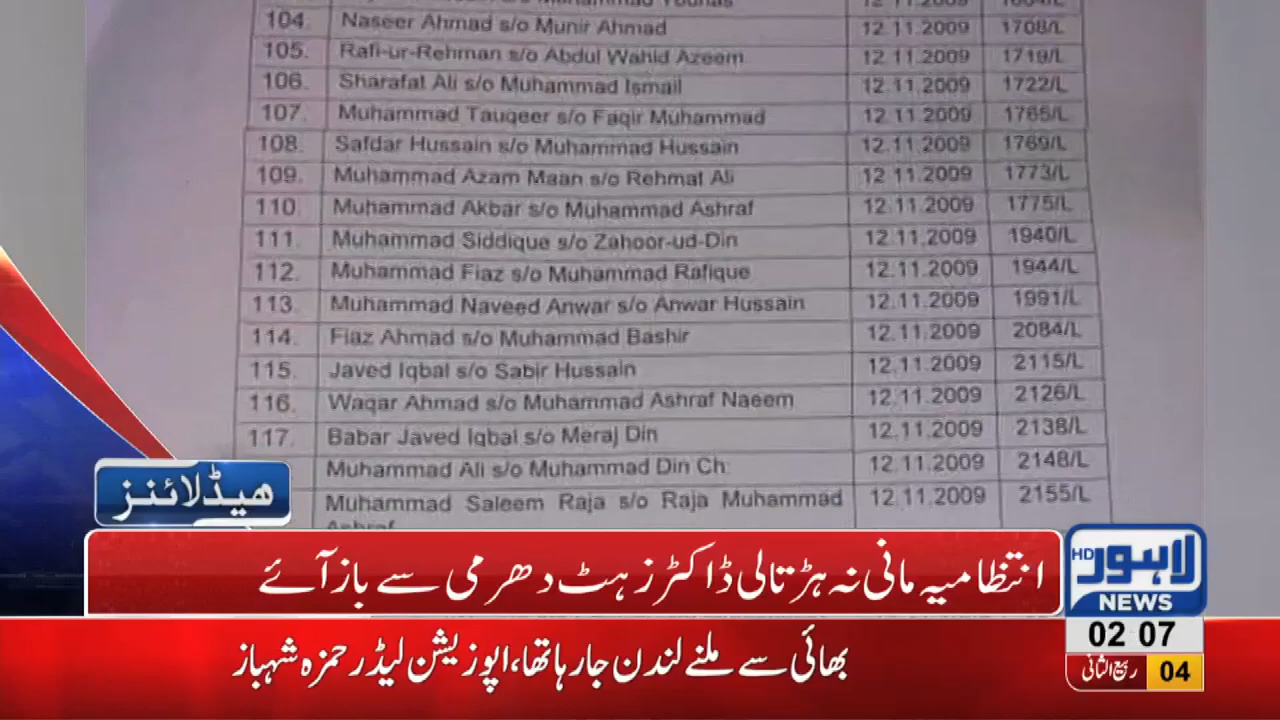 104. Naseer Ahmad s/o Munir Ahmad 12.11.2009 1708/L
105. Rafi-ur-Rehman s/o Abdul Wahid Azeem 12.11.2009 1719/L
106. Sharafat Ali s/o Muhammad Ismail 12.11.2009 1722/L
107. Muhammad Tauqeer s/o Faqir Muhammad 12.11.2009 1765/L
108. Safdar Hussain s/o Muhammad Hussain 12.11.2009 1769/L
109. Muhammad Azam Maan s/o Rehmat Ali 12.11.2009 1773/L
110. Muhammad Akbar s/o Muhammad Ashraf 12.11.2009 1775/L
111. Muhammad Siddique s/o Zahoor-ud-Din 12.11.2009 1940/L
112. Muhammad Fiaz s/o Muhammad Rafique 12.11.2009 1944/L
113. Muhammad Naveed Anwar s/o Anwar Hussain 12.11.2009 1991/L
114. Fiaz Ahmad s/o Muhammad Bashir 12.11.2009 2084/L
115. Javed Iqbal s/o Sabir Hussain 12.11.2009 2115/L
116. Waqar Ahmad s/o Muhammad Ashraf Naeem 12.11.2009 2126/L
117. Babar Javed Iqbal s/o Meraj Din 12.11.2009 2138/L
Muhammad Ali s/o Muhammad Din Ch: 12.11.2009 2148/L
Muhammad Saleem Raja s/o Raja Muhammad 12.11.2009 2155/L
ہیڈلائنز
انتظامیہ مانی نہ ہڑتالی ڈاکٹرز ہٹ دھرمی سے باز آئے
لاہور HD
NEWS
بھائی سے ملنے لندن جا رہا تھا، اپوزیشن لیڈر حمزہ شہباز
02 07
04 ربیع الثانی